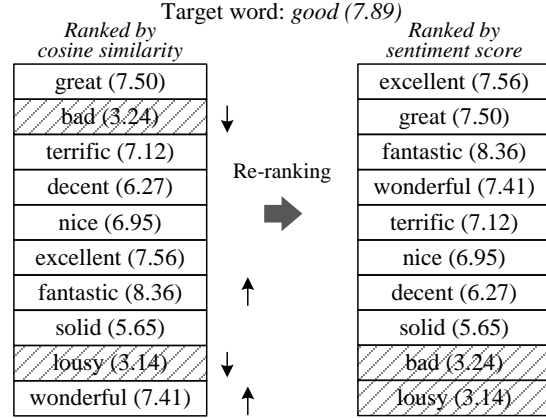 Target word: good (7.89)
Ranked by
cosine similarity
great (7.50)
bad (3.24)
terrific (7.12)
decent (6.27)
nice (6.95)
excellent (7.56)
fantastic (8.36)
solid (5.65)
lousy (3.14)
wonderful (7.41)
Re-ranking
Ranked by
sentiment score
excellent (7.56)
great (7.50)
fantastic (8.36)
wonderful (7.41)
terrific (7.12)
nice (6.95)
decent (6.27)
solid (5.65)
bad (3.24)
lousy (3.14)